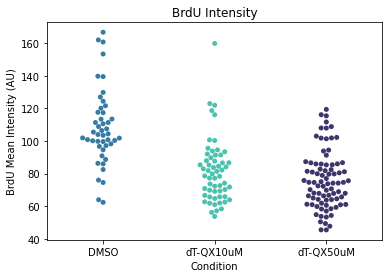 BrdU Intensity
BrdU Mean Intensity (AU)
160
140
120
100
80
60
40
DMSO
dT-QX10uM
dT-QX50uM
Condition